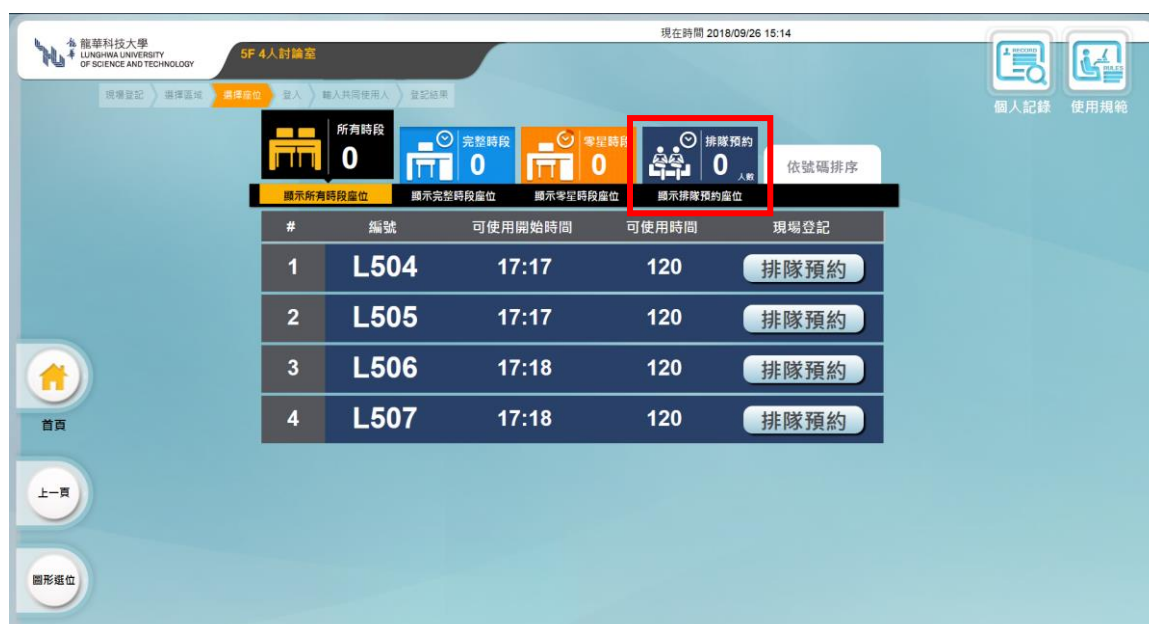 現在時間 2018/09/26 15:14
龍華科技大學
LUNGHWA UNIVERSITY
OF SCIENCE AND TECHNOLOGY
5F 4人討論室
RECORD
RULES
個人記錄 使用規範
現場登記 選擇區域 選擇座位 登入 輸入共同使用人 登記結果
所有時段 0
完整時段 0
零星時段 0
排隊預約 0 人數
依號碼排序
顯示所有時段座位 顯示完整時段座位 顯示零星時段座位 顯示排隊預約座位
# 編號 可使用開始時間 可使用時間 現場登記
1 L504 17:17 120 排隊預約
2 L505 17:17 120 排隊預約
3 L506 17:18 120 排隊預約
4 L507 17:18 120 排隊預約
首頁
上一頁
圖形選位